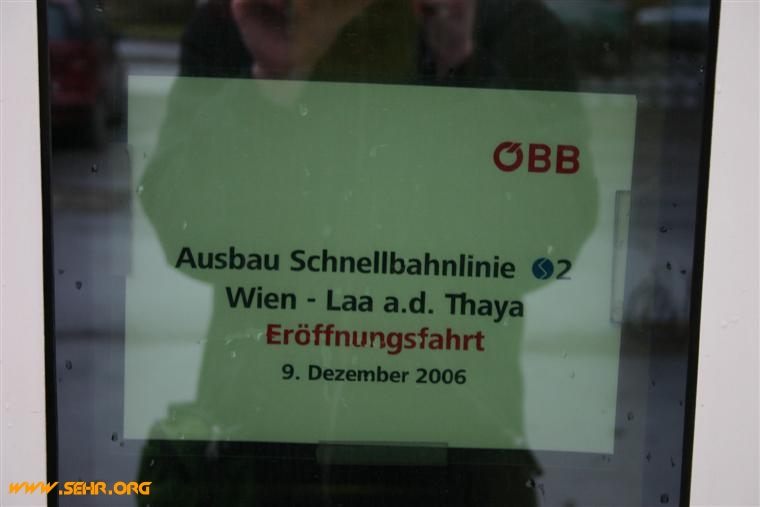 ÖBB
Ausbau Schnellbahnlinie S2
Wien - Laa a.d. Thaya
Eröffnungsfahrt
9. Dezember 2006
WWW.SEHR.ORG